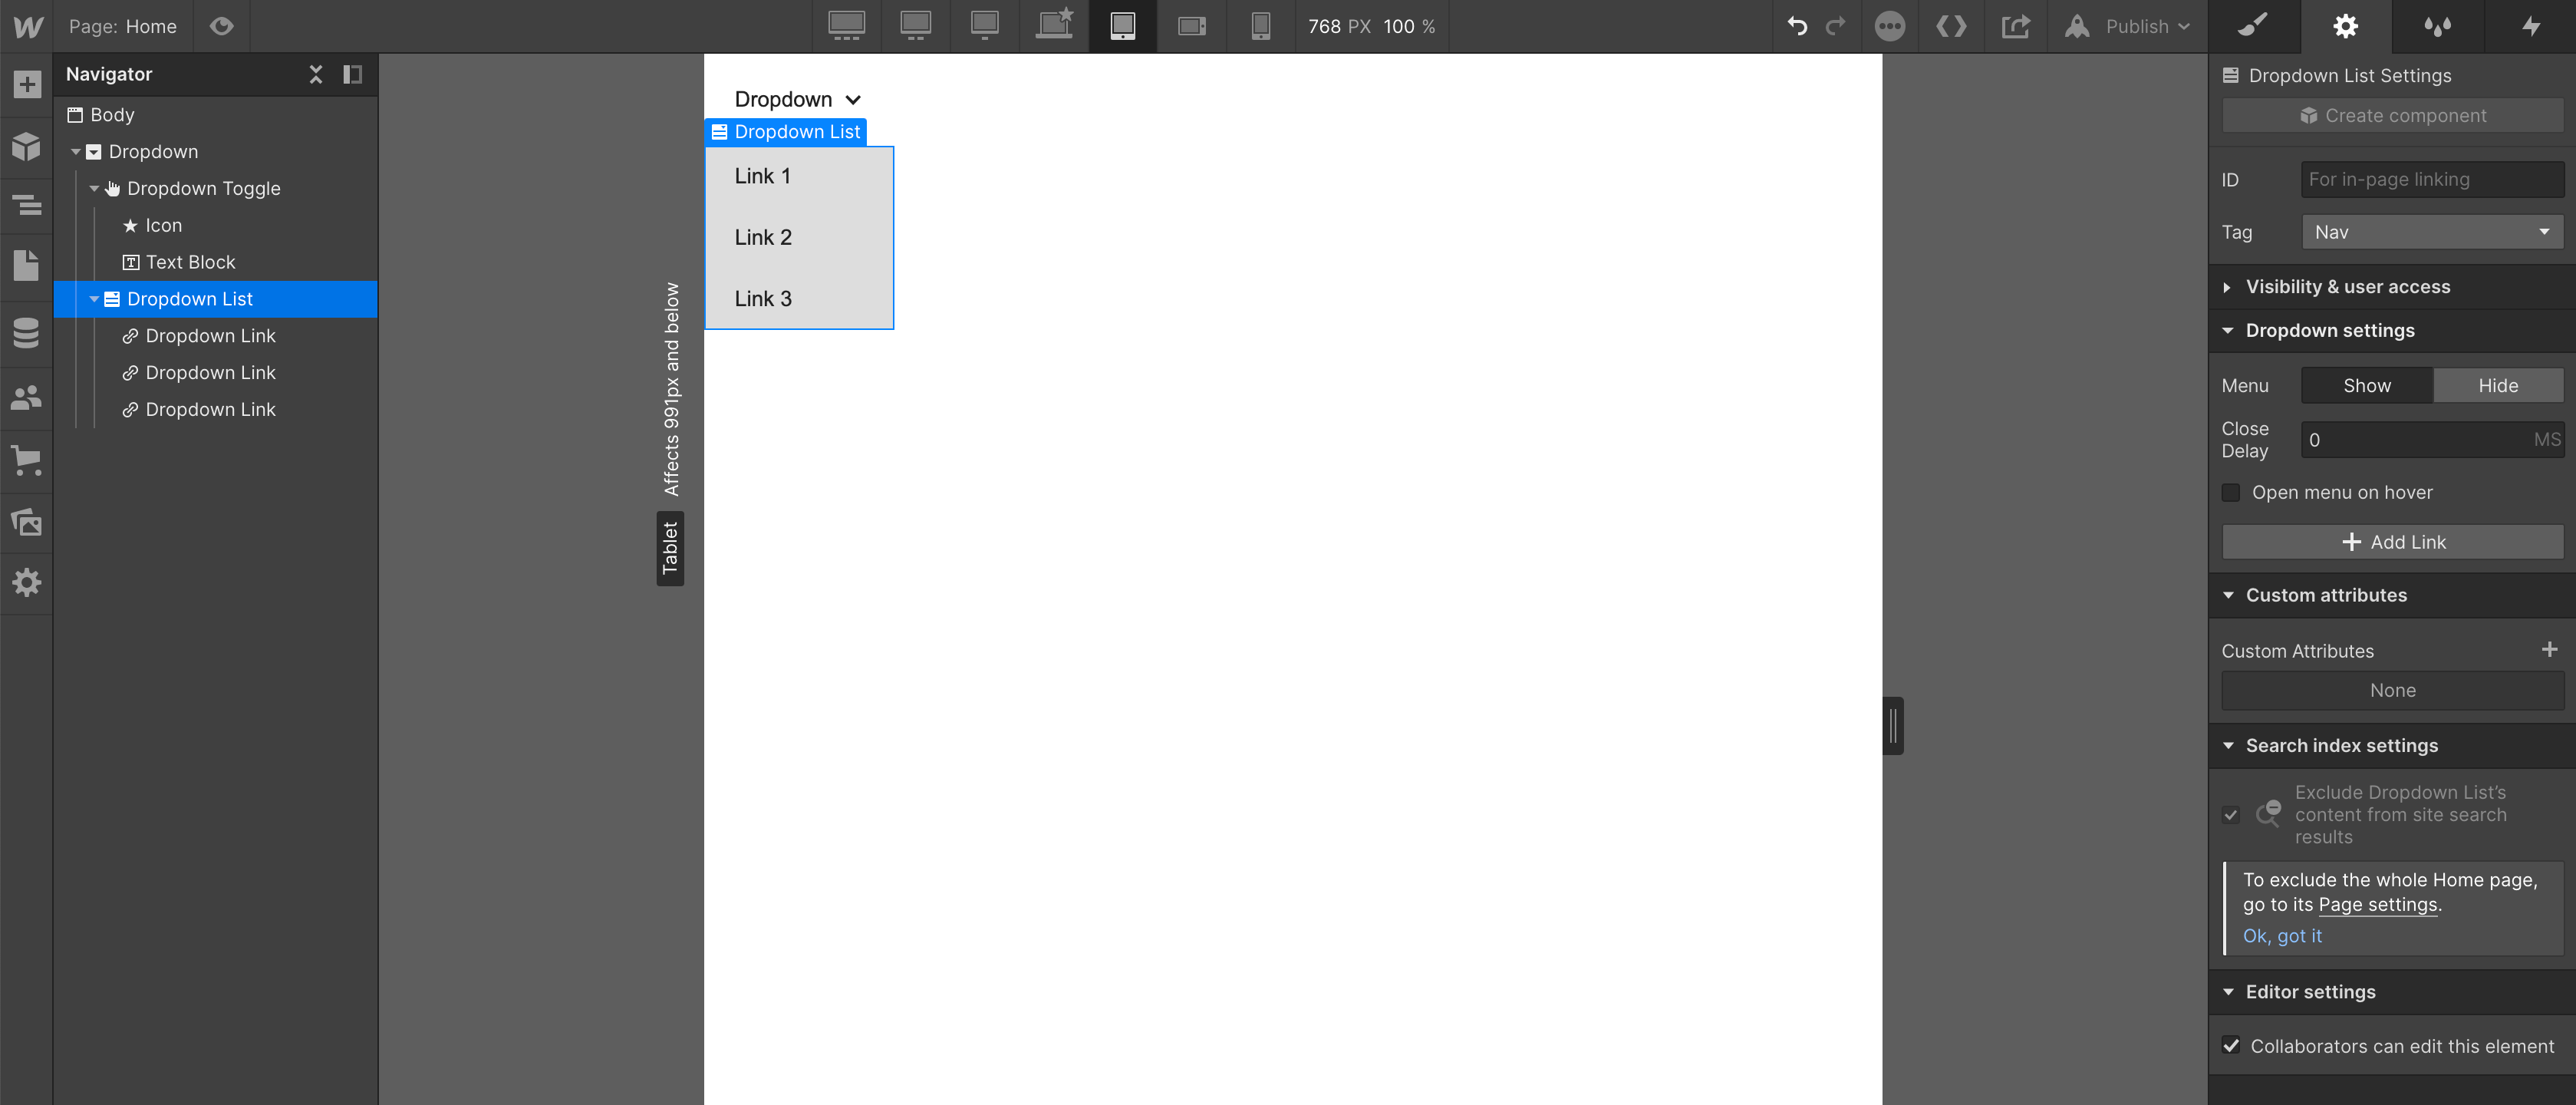 Page: Home
768 PX 100 %
Publish
Navigator
Body
Dropdown
Dropdown Toggle
Icon
Text Block
Dropdown List
Dropdown Link
Dropdown Link
Dropdown Link
Affects 991px and below
Tablet
Dropdown
Dropdown List
Link 1
Link 2
Link 3
Dropdown List Settings
Create component
ID
For in-page linking
Tag
Nav
Visibility & user access
Dropdown settings
Menu
Show
Hide
Close
Delay
0
MS
Open menu on hover
Add Link
Custom attributes
Custom Attributes
None
Search index settings
Exclude Dropdown List's
content from site search
results
To exclude the whole Home page,
go to its Page settings.
Ok, got it
Editor settings
Collaborators can edit this element